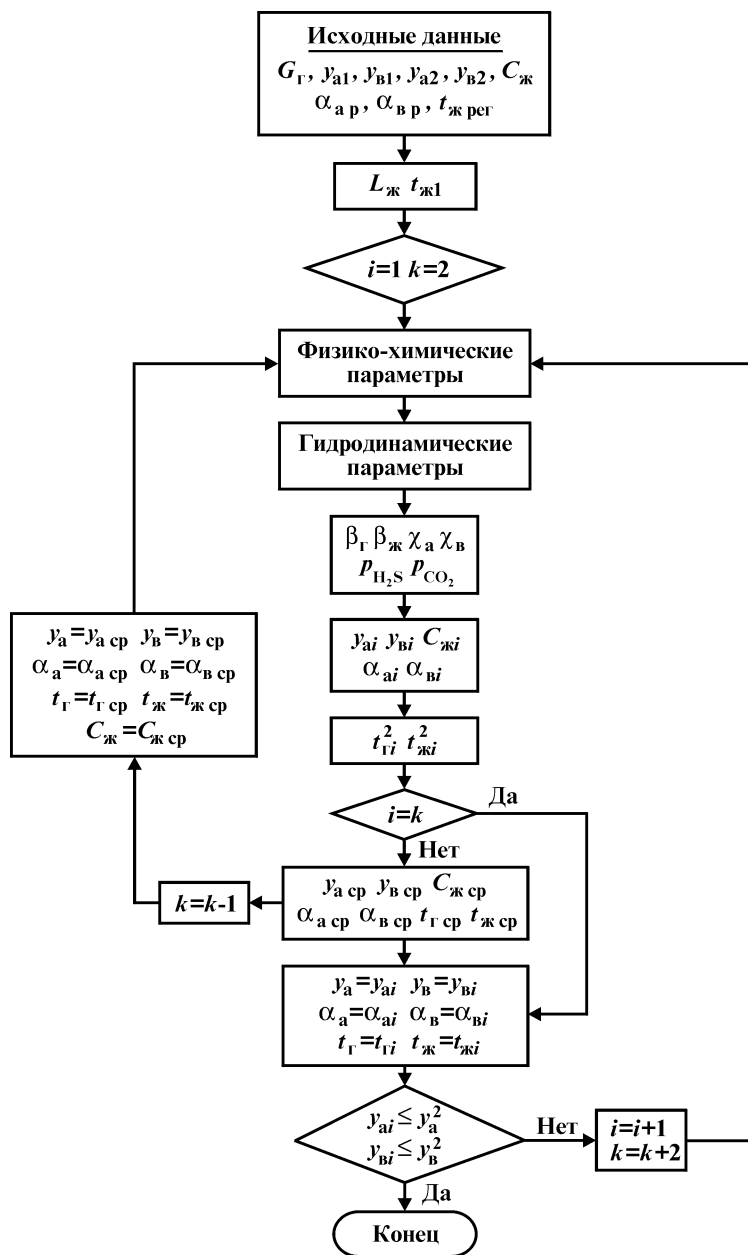 Исходные данные
Gг, yа1, yв1, yа2, yв2, Cж
αа р, αв р, tж рег
Lж tж1
i=1 k=2
Физико-химические
параметры
Гидродинамические
параметры
βг βж χа χв
pH₂S pCO₂
yаi yвi Cжi
αаi αвi
yа=yа ср yв=yв ср
αа=αа ср αв=αв ср
tг=tг ср tж=tж ср
Cж=Cж ср
tгi² tжi²
i=k
Да
Нет
k=k-1
yа ср yв ср Cж ср
αа ср αв ср tг ср tж ср
yа=yаi yв=yвi
αа=αаi αв=αвi
tг=tгi tж=tжi
yаi ≤ yа²
yвi ≤ yв²
Нет
i=i+1
k=k+2
Да
Конец